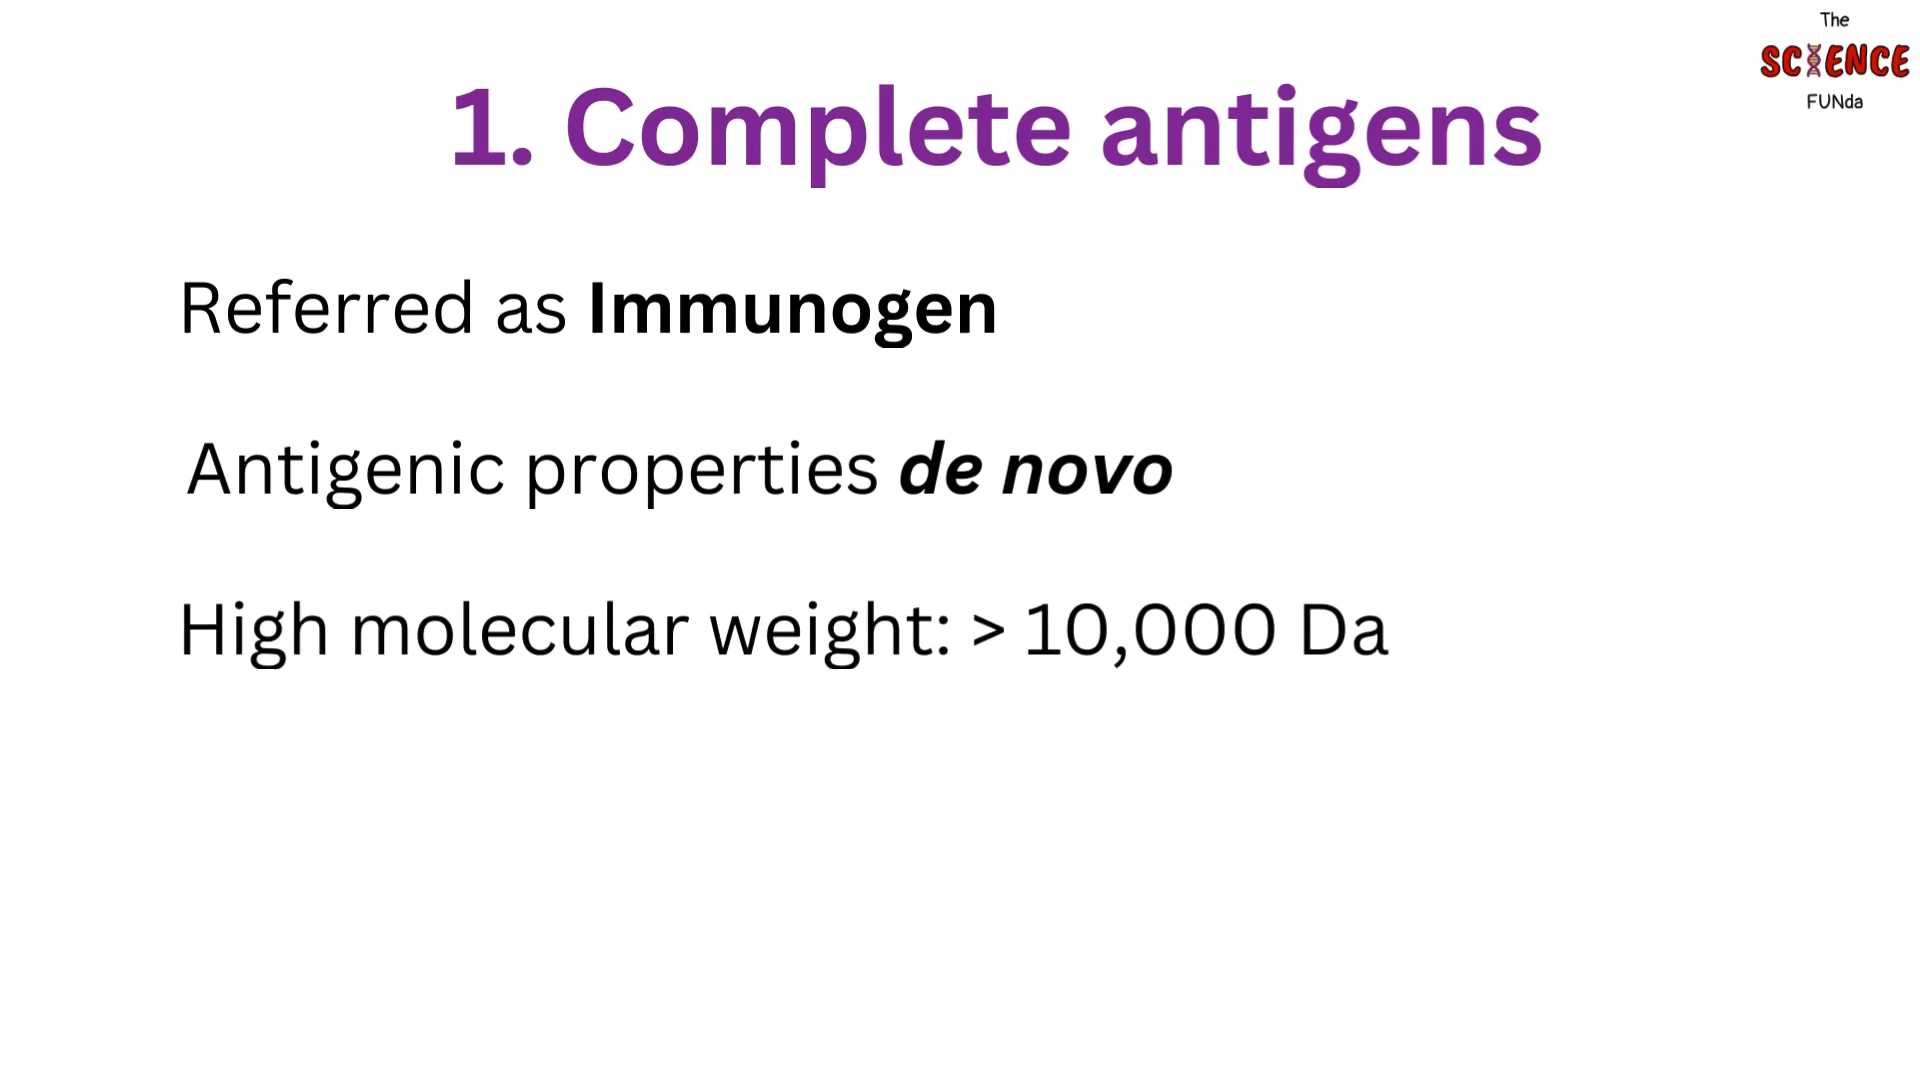 The
SCIENCE
FUNda
1. Complete antigens
Referred as Immunogen
Antigenic properties de novo
High molecular weight: > 10,000 Da